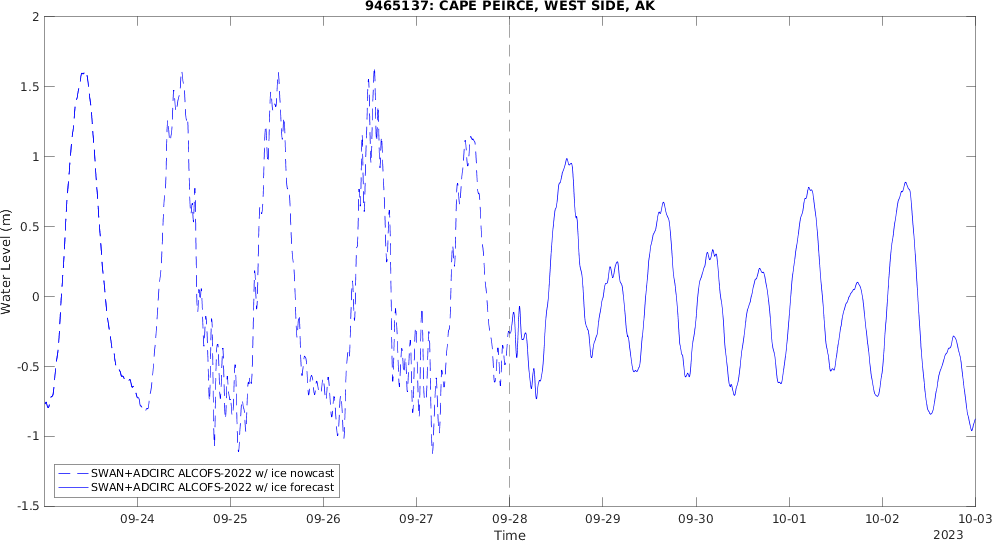 9465137: CAPE PEIRCE, WEST SIDE, AK
2
1.5
1
0.5
0
-0.5
-1
-1.5
Water Level (m)
SWAN+ADCIRC ALCOFS-2022 w/ ice nowcast
SWAN+ADCIRC ALCOFS-2022 w/ ice forecast
09-24 09-25 09-26 09-27 09-28 09-29 09-30 10-01 10-02 10-03
Time
2023